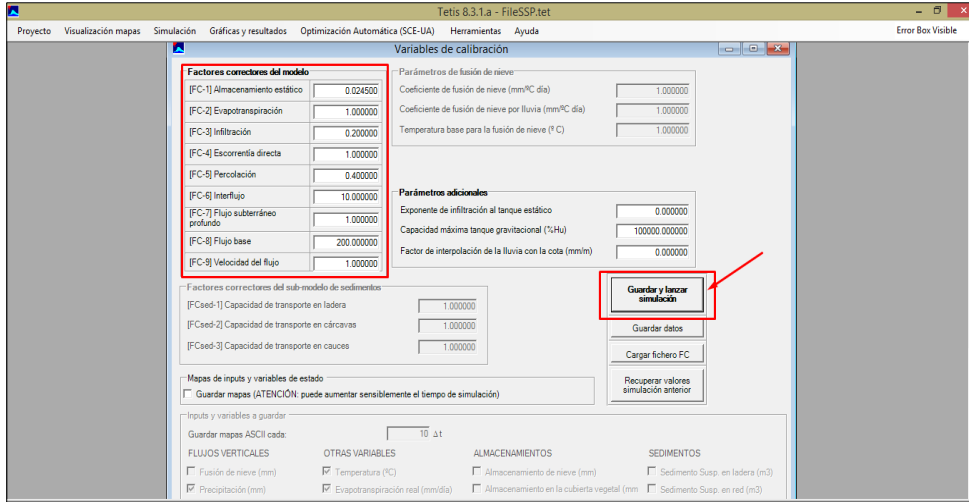 Tetis 8.3.1.a - FileSSP.tet
Proyecto Visualización mapas Simulación Gráficas y resultados Optimización Automática (SCE-UA) Herramientas Ayuda Error Box Visible
Variables de calibración
Factores correctores del modelo
[FC-1] Almacenamiento estático 0.024500
[FC-2] Evapotranspiración 1.000000
[FC-3] Infiltración 0.200000
[FC-4] Escorrentía directa 1.000000
[FC-5] Percolación 0.400000
[FC-6] Interflujo 10.000000
[FC-7] Flujo subterráneo
profundo 1.000000
[FC-8] Flujo base 200.000000
[FC-9] Velocidad del flujo 1.000000
Parámetros de fusión de nieve
Coeficiente de fusión de nieve (mm/ºC día) 1.000000
Coeficiente de fusión de nieve por lluvia (mm/ºC día) 1.000000
Temperatura base para la fusión de nieve (º C) 1.000000
Parámetros adicionales
Exponente de infiltración al tanque estático 0.000000
Capacidad máxima tanque gravitacional (%Hu) 100000.000000
Factor de interpolación de la lluvia con la cota (mm/m) 0.000000
Factores correctores del sub-modelo de sedimentos
[FCsed-1] Capacidad de transporte en ladera 1.000000
[FCsed-2] Capacidad de transporte en cárcavas 1.000000
[FCsed-3] Capacidad de transporte en cauces 1.000000
Guardar y lanzar
simulación
Guardar datos
Cargar fichero FC
Recuperar valores
simulación anterior
Mapas de inputs y variables de estado
Guardar mapas (ATENCIÓN: puede aumentar sensiblemente el tiempo de simulación)
Inputs y variables a guardar
Guardar mapas ASCII cada: 10 Δt
FLUJOS VERTICALES OTRAS VARIABLES ALMACENAMIENTOS SEDIMENTOS
Fusión de nieve (mm) Temperatura (ºC) Almacenamiento de nieve (mm) Sedimento Susp. en ladera (m3)
Precipitación (mm) Evapotranspiración real (mm/día) Almacenamiento en la cubierta vegetal (mm Sedimento Susp. en red (m3)